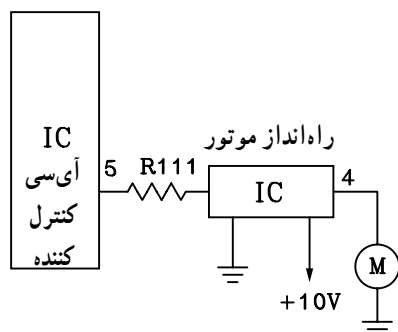 IC
آی‌سی
کنترل
کننده
5
R111
راه‌انداز موتور
IC
4
M
+10V